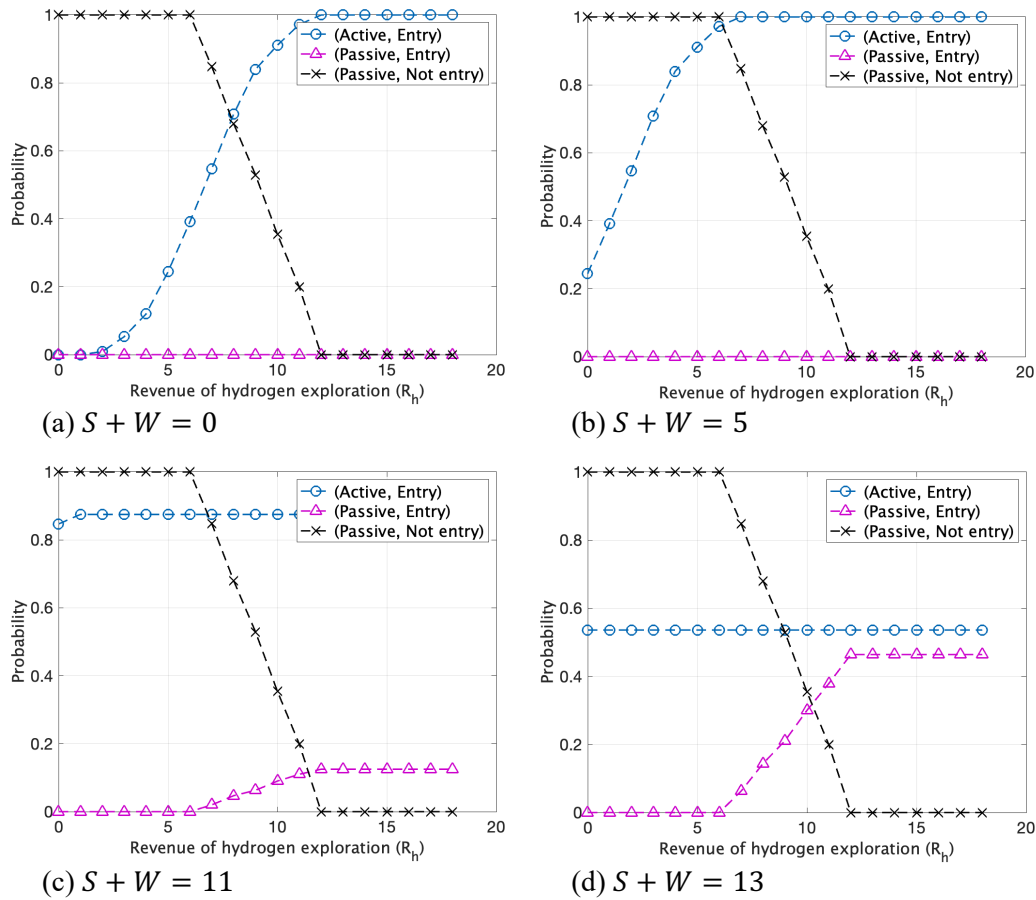 1
0.8
0.6
0.4
0.2
0
Probability
0 5 10 15 20
Revenue of hydrogen exploration (Rₕ)
(Active, Entry)
(Passive, Entry)
(Passive, Not entry)
(a) S + W = 0
1
0.8
0.6
0.4
0.2
0
Probability
0 5 10 15 20
Revenue of hydrogen exploration (Rₕ)
(Active, Entry)
(Passive, Entry)
(Passive, Not entry)
(b) S + W = 5
1
0.8
0.6
0.4
0.2
0
Probability
0 5 10 15 20
Revenue of hydrogen exploration (Rₕ)
(Active, Entry)
(Passive, Entry)
(Passive, Not entry)
(c) S + W = 11
1
0.8
0.6
0.4
0.2
0
Probability
0 5 10 15 20
Revenue of hydrogen exploration (Rₕ)
(Active, Entry)
(Passive, Entry)
(Passive, Not entry)
(d) S + W = 13